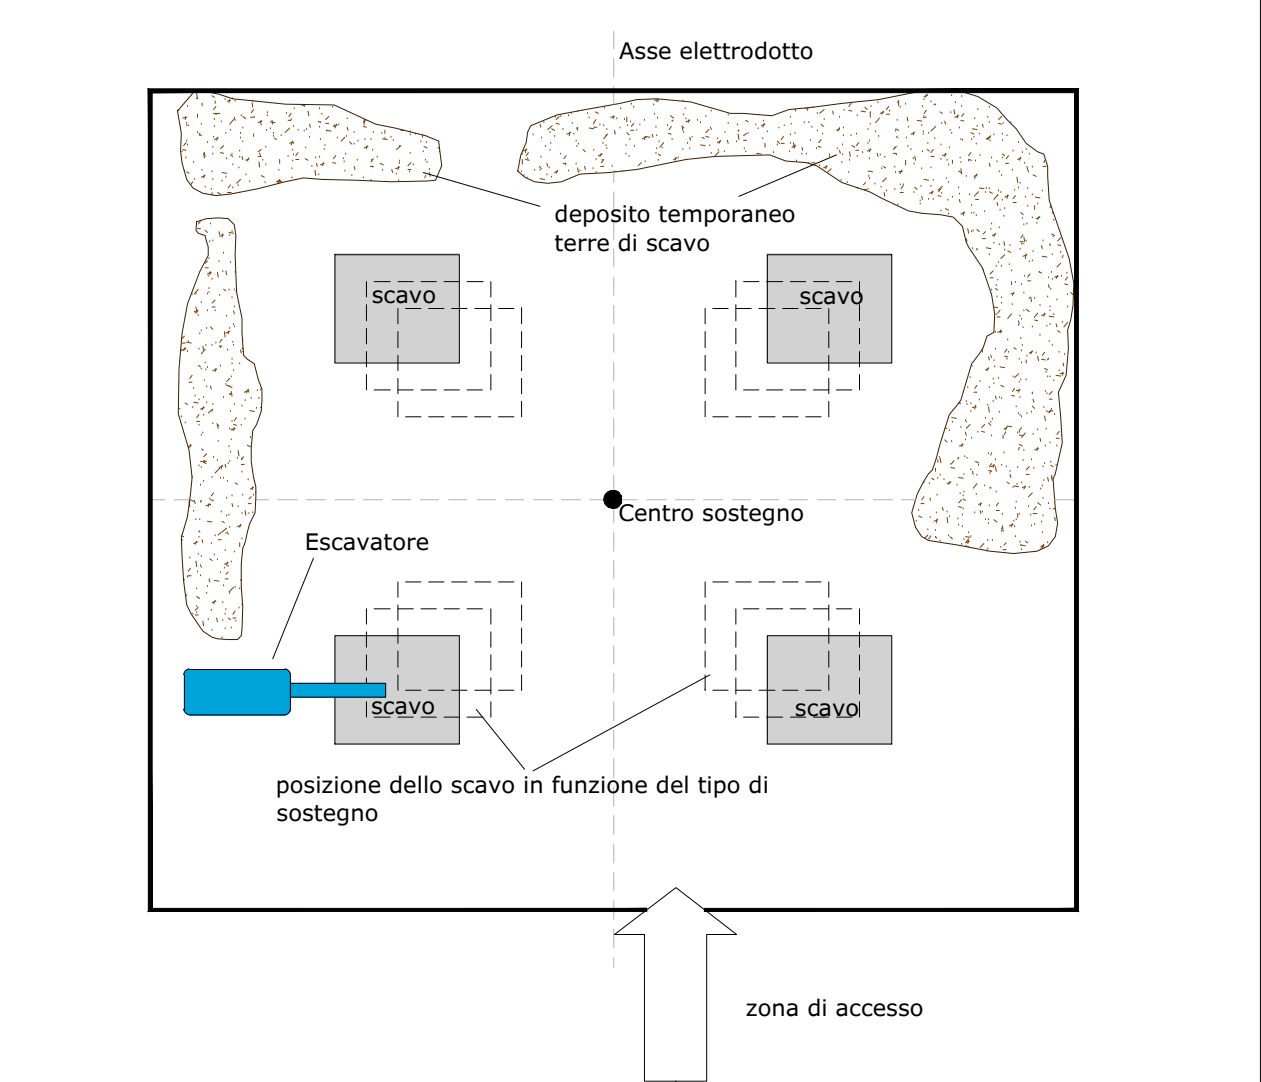 Asse elettrodotto
deposito temporaneo
terre di scavo
scavo
scavo
Centro sostegno
Escavatore
scavo
scavo
posizione dello scavo in funzione del tipo di
sostegno
zona di accesso